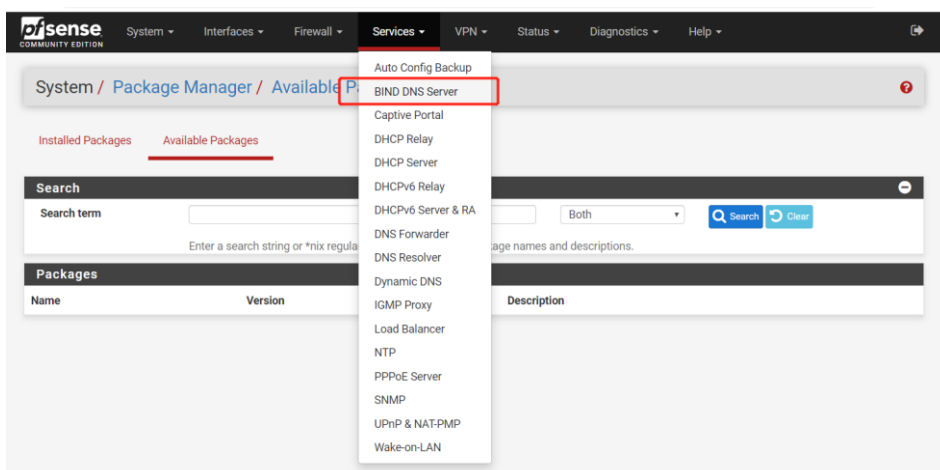 pfsense System Interfaces Firewall Services VPN Status Diagnostics Help
COMMUNITY EDITION
Auto Config Backup
System / Package Manager / Available P
BIND DNS Server
Captive Portal
Installed Packages Available Packages
DHCP Relay
DHCP Server
Search
DHCPv6 Relay
Search term
DHCPv6 Server & RA
Both
Search
Clear
DNS Forwarder
Enter a search string or *nix regula
age names and descriptions.
DNS Resolver
Packages
Dynamic DNS
Name Version Description
IGMP Proxy
Load Balancer
NTP
PPPoE Server
SNMP
UPnP & NAT-PMP
Wake-on-LAN